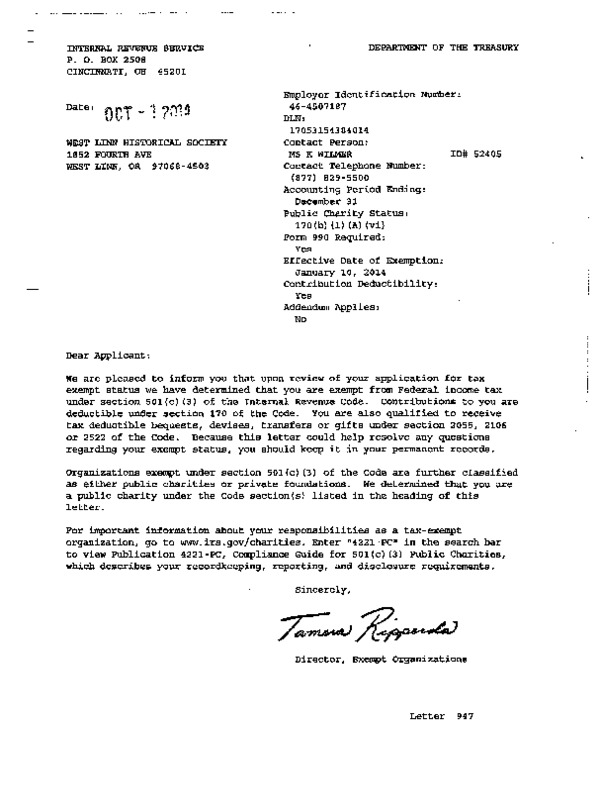 INTERNAL REVENUE SERVICE
P. O. BOX 2508
CINCINNATI, OH 45201
DEPARTMENT OF THE TREASURY
Date: OCT - 1 2014
WEST LINN HISTORICAL SOCIETY
1852 FOURTH AVE
WEST LINN, OR 97068-4503
Employer Identification Number:
46-4507187
DLN:
17053154384014
Contact Person:
MS K WILMER ID# 52405
Contact Telephone Number:
(877) 829-5500
Accounting Period Ending:
December 31
Public Charity Status:
170(b)(1)(A)(vi)
Form 990 Required:
Yes
Effective Date of Exemption:
January 10, 2014
Contribution Deductibility:
Yes
Addendum Applies:
No
Dear Applicant:
We are pleased to inform you that upon review of your application for tax
exempt status we have determined that you are exempt from Federal income tax
under section 501(c)(3) of the Internal Revenue Code. Contributions to you are
deductible under section 170 of the Code. You are also qualified to receive
tax deductible bequests, devises, transfers or gifts under section 2055, 2106
or 2522 of the Code. Because this letter could help resolve any questions
regarding your exempt status, you should keep it in your permanent records.
Organizations exempt under section 501(c)(3) of the Code are further classified
as either public charities or private foundations. We determined that you are
a public charity under the Code section(s) listed in the heading of this
letter.
For important information about your responsibilities as a tax-exempt
organization, go to www.irs.gov/charities. Enter "4221-PC" in the search bar
to view Publication 4221-PC, Compliance Guide for 501(c)(3) Public Charities,
which describes your recordkeeping, reporting, and disclosure requirements.
Sincerely,
Tamera Ripperda
Director, Exempt Organizations
Letter 947